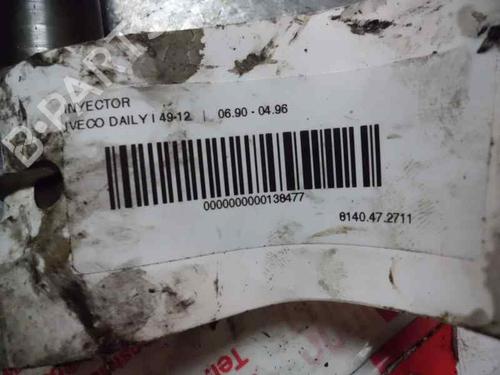 INYECTOR
IVECO DAILY I 49-12 | 06.90 - 04.96
0000000000138477
8140.47.2711
B-PARTS